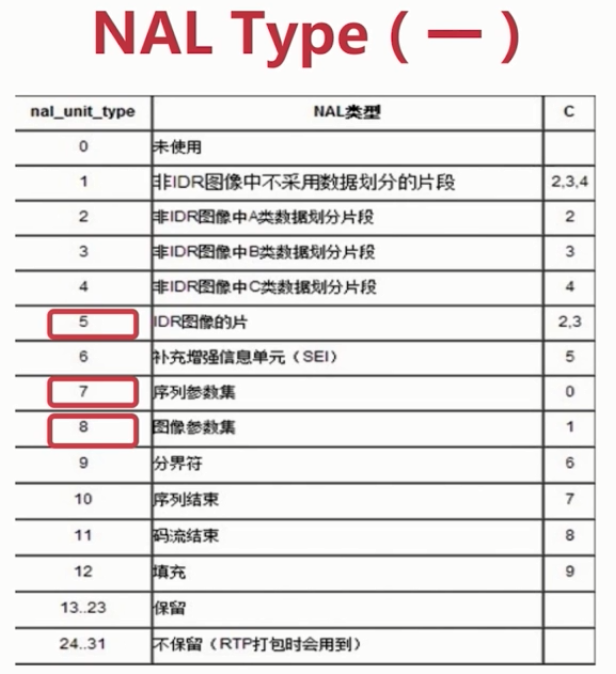 NAL Type ( 一 )
nal_unit_type NAL类型 C
0 未使用
1 非IDR图像中不采用数据划分的片段 2,3,4
2 非IDR图像中A类数据划分片段 2
3 非IDR图像中B类数据划分片段 3
4 非IDR图像中C类数据划分片段 4
5 IDR图像的片 2,3
6 补充增强信息单元（SEI） 5
7 序列参数集 0
8 图像参数集 1
9 分界符 6
10 序列结束 7
11 码流结束 8
12 填充 9
13..23 保留
24..31 不保留（RTP打包时会用到）